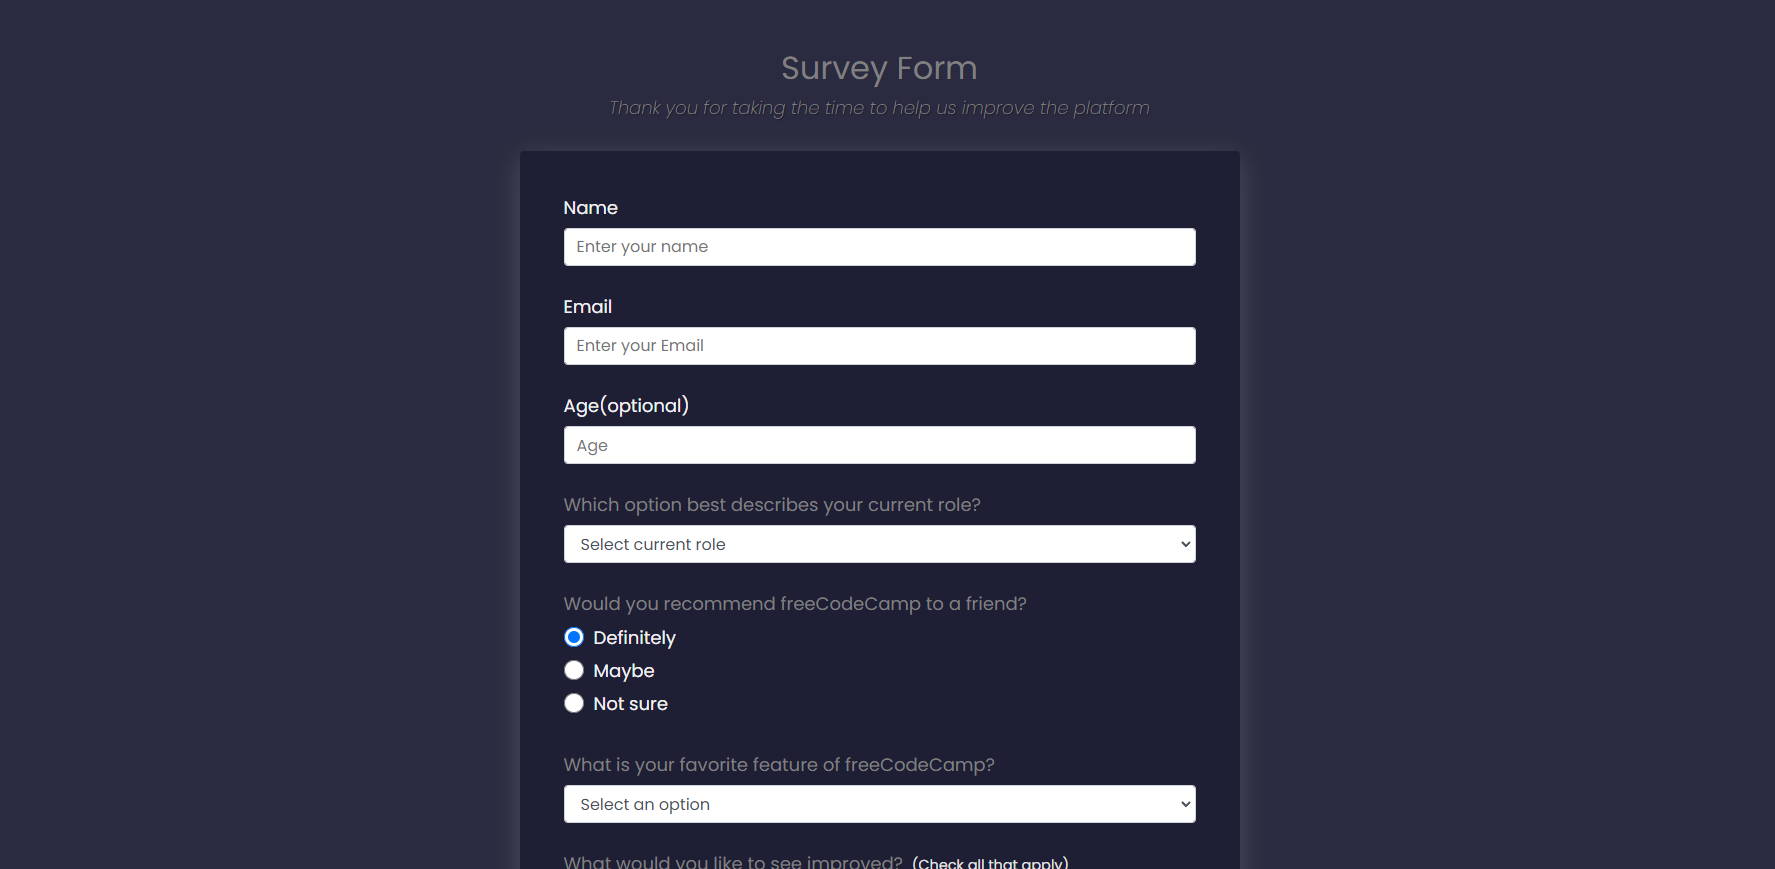 Survey Form
Thank you for taking the time to help us improve the platform
Name
Enter your name
Email
Enter your Email
Age(optional)
Age
Which option best describes your current role?
Select current role
Would you recommend freeCodeCamp to a friend?
Definitely
Maybe
Not sure
What is your favorite feature of freeCodeCamp?
Select an option
What would you like to see improved? (Check all that apply)